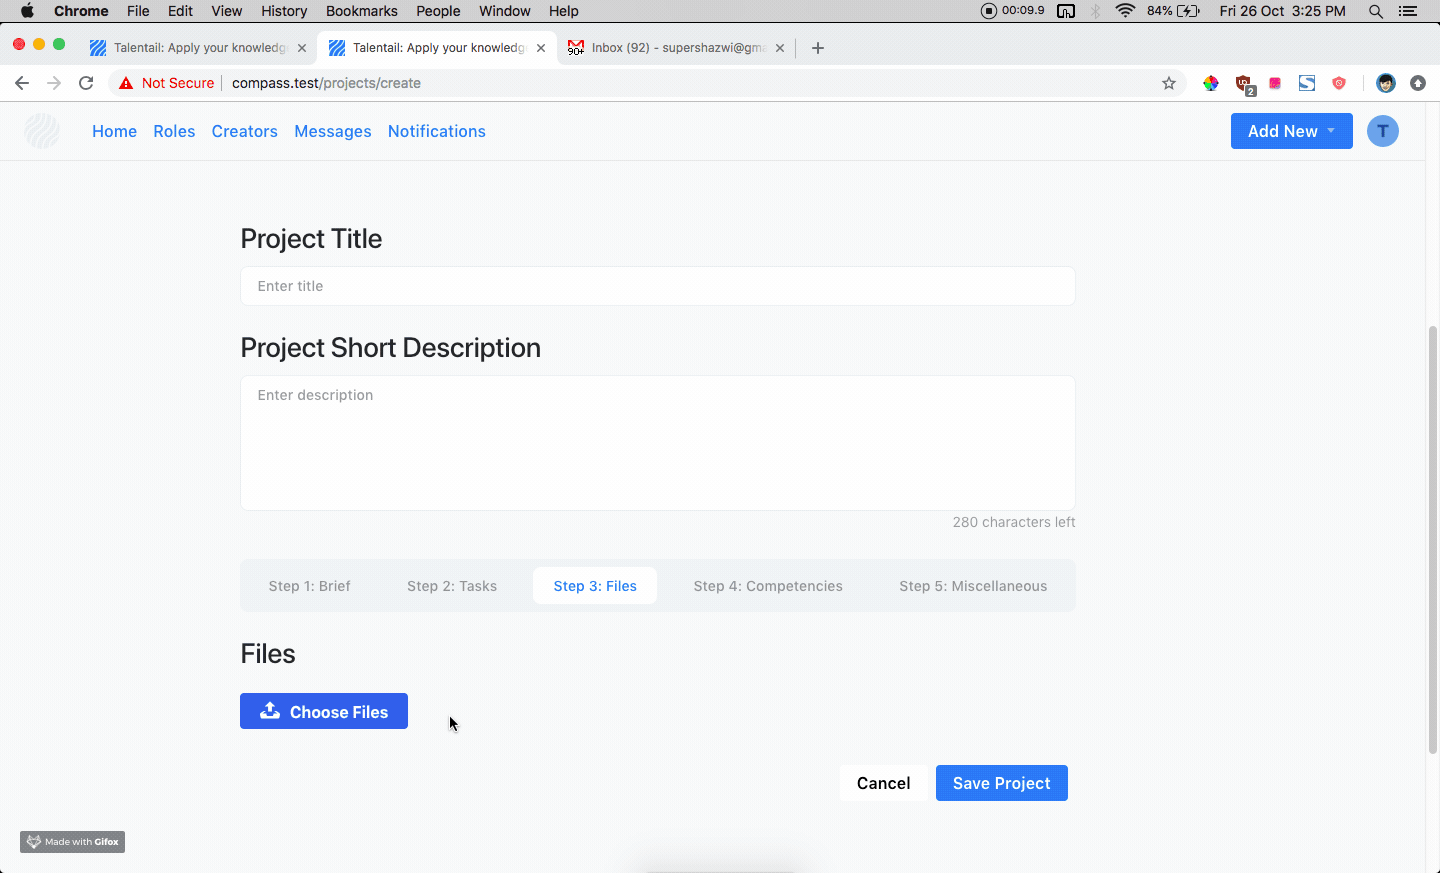 Chrome File Edit View History Bookmarks People Window Help 00:09.9 84% Fri 26 Oct 3:25 PM
Talentail: Apply your knowledg Talentail: Apply your knowledg Inbox (92) - supershazwi@gma
Not Secure compass.test/projects/create 2
Home Roles Creators Messages Notifications Add New T
Project Title
Enter title
Project Short Description
Enter description
280 characters left
Step 1: Brief Step 2: Tasks Step 3: Files Step 4: Competencies Step 5: Miscellaneous
Files
Choose Files
Cancel Save Project
Made with Gifox